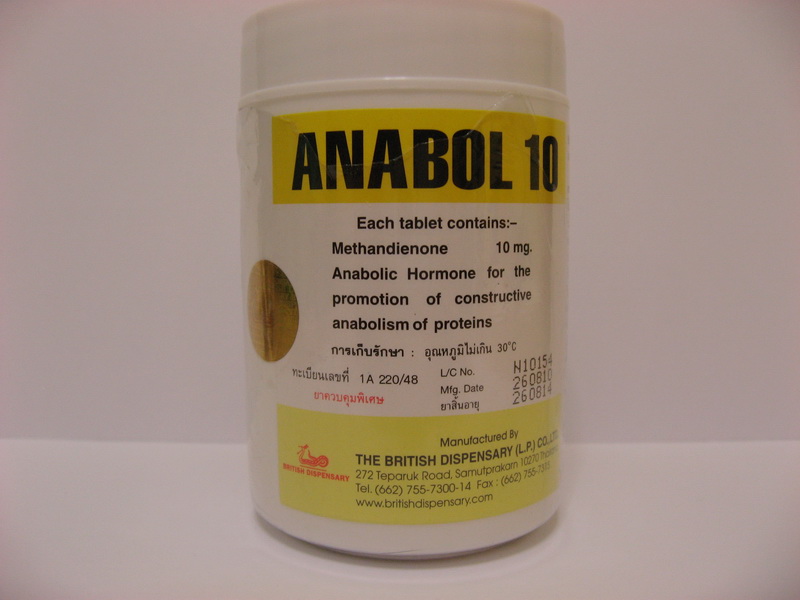 ANABOL 10
Each tablet contains:–
Methandienone 10 mg.
Anabolic Hormone for the
promotion of constructive
anabolism of proteins
การเก็บรักษา : อุณหภูมิไม่เกิน 30°C
ทะเบียนเลขที่ 1A 220/48
ยาควบคุมพิเศษ
L/C No. N10154
Mfg. Date 260810
ยาสิ้นอายุ 260814
BRITISH DISPENSARY
Manufactured By
THE BRITISH DISPENSARY (L.P.) CO.,LTD.
272 Teparuk Road, Samutprakarn 10270 Thailand
Tel. (662) 755-7300-14 Fax : (662) 755-7315
www.britishdispensary.com